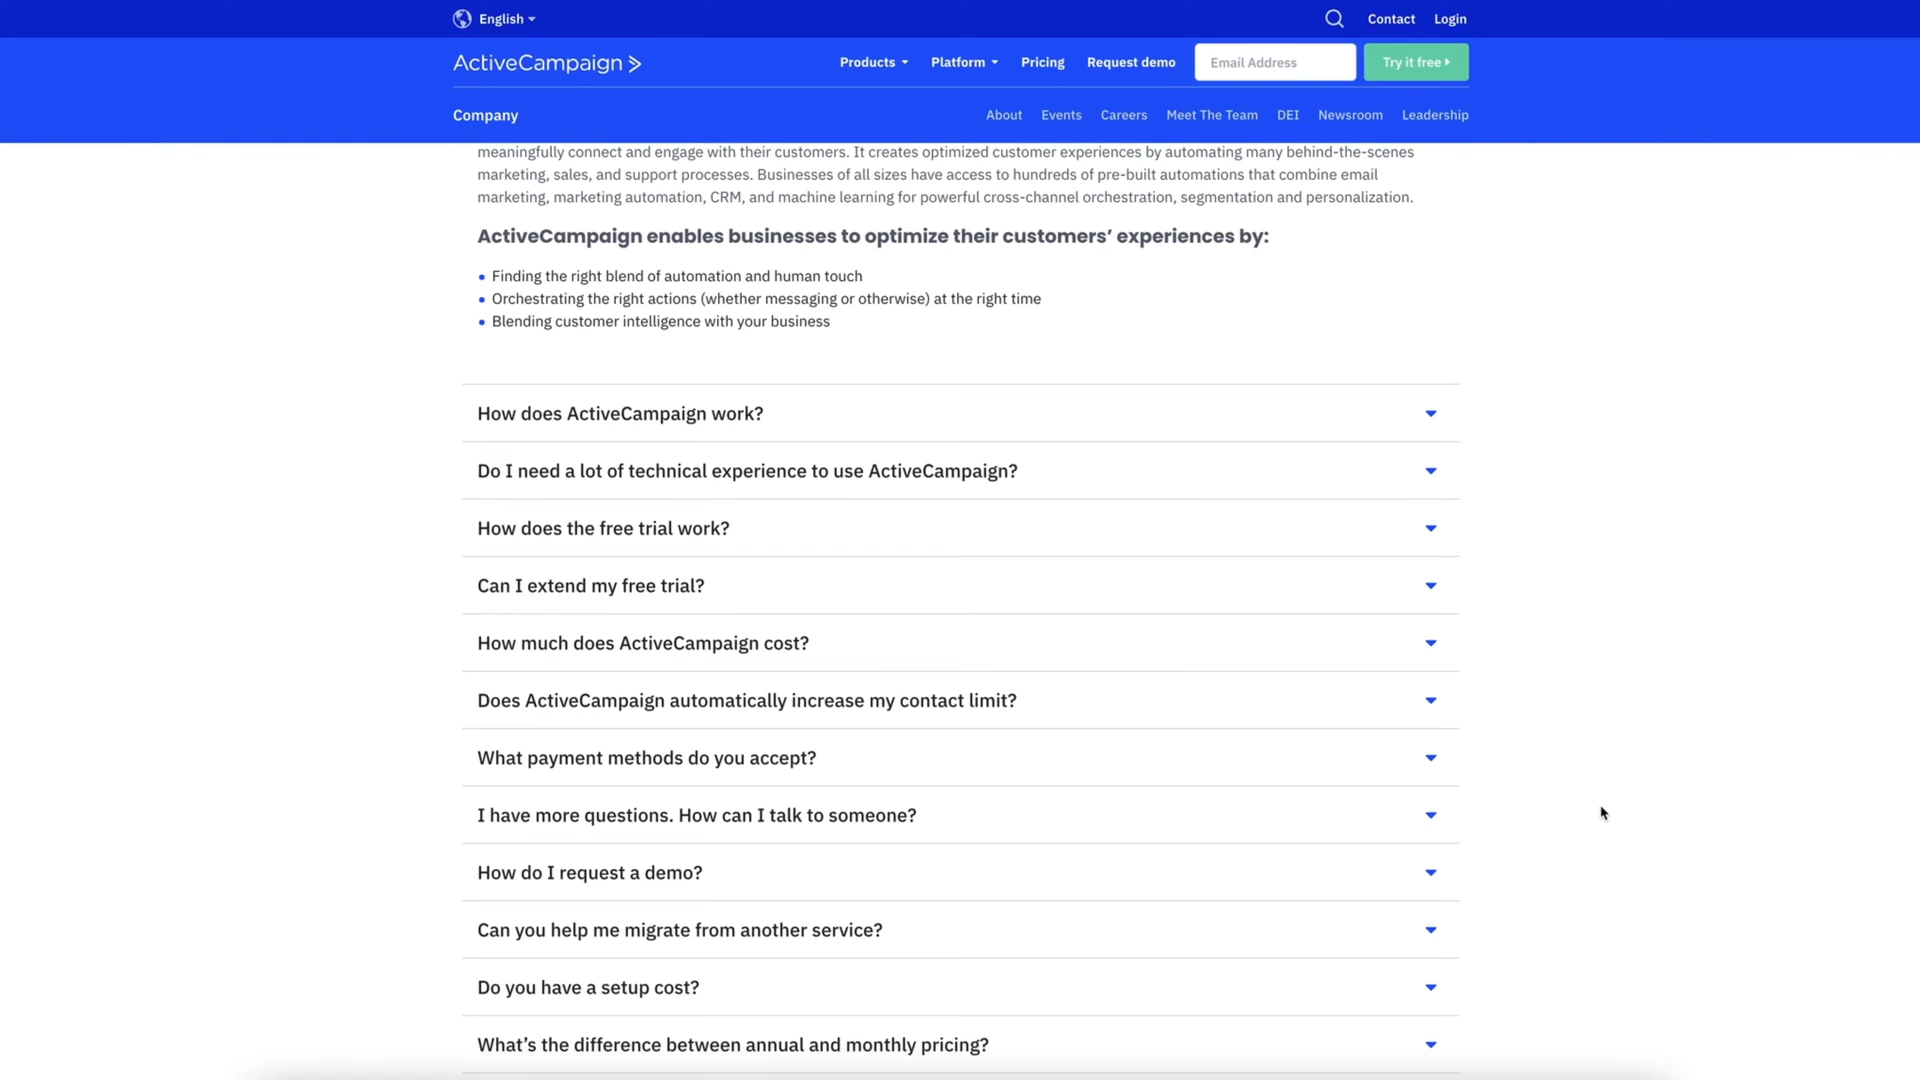 English
Contact
Login
ActiveCampaign
Products
Platform
Pricing
Request demo
Email Address
Try it free
Company
About
Events
Careers
Meet The Team
DEI
Newsroom
Leadership
meaningfully connect and engage with their customers. It creates optimized customer experiences by automating many behind-the-scenes
marketing, sales, and support processes. Businesses of all sizes have access to hundreds of pre-built automations that combine email
marketing, marketing automation, CRM, and machine learning for powerful cross-channel orchestration, segmentation and personalization.
ActiveCampaign enables businesses to optimize their customers’ experiences by:
Finding the right blend of automation and human touch
Orchestrating the right actions (whether messaging or otherwise) at the right time
Blending customer intelligence with your business
How does ActiveCampaign work?
Do I need a lot of technical experience to use ActiveCampaign?
How does the free trial work?
Can I extend my free trial?
How much does ActiveCampaign cost?
Does ActiveCampaign automatically increase my contact limit?
What payment methods do you accept?
I have more questions. How can I talk to someone?
How do I request a demo?
Can you help me migrate from another service?
Do you have a setup cost?
What’s the difference between annual and monthly pricing?